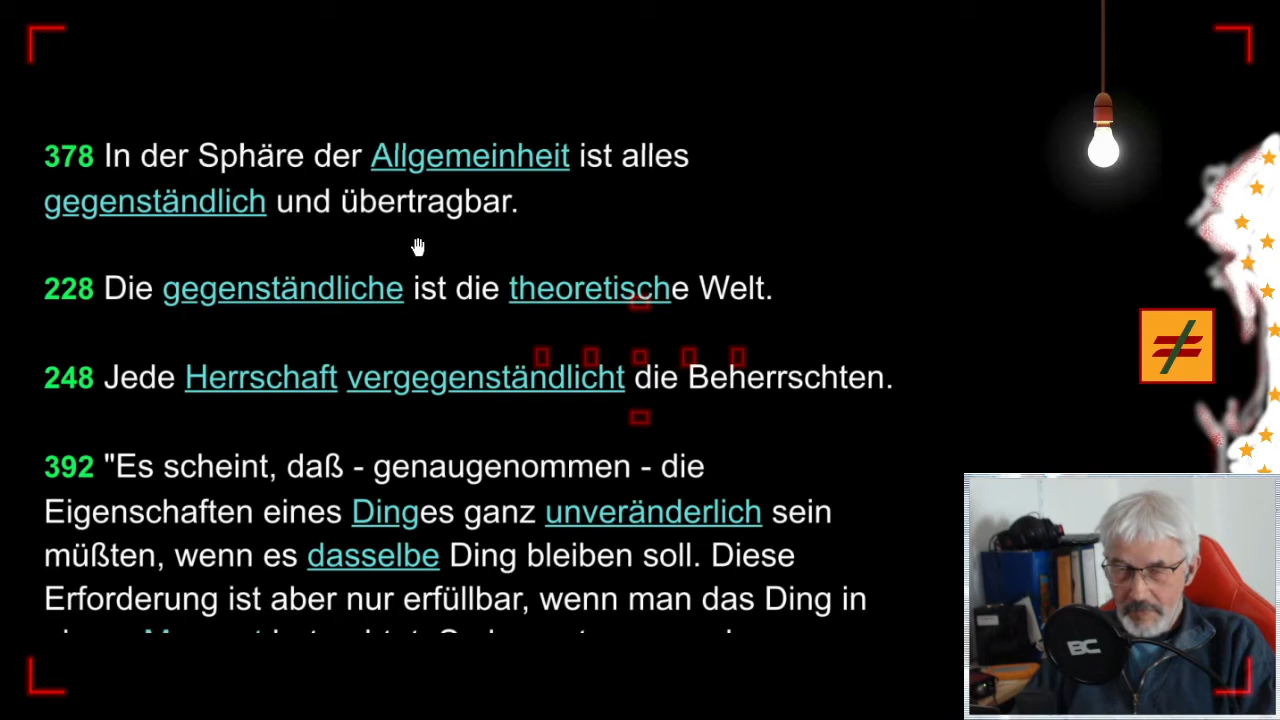 378 In der Sphäre der Allgemeinheit ist alles
gegenständlich und übertragbar.
228 Die gegenständliche ist die theoretische Welt.
248 Jede Herrschaft vergegenständlicht die Beherrschten.
392 "Es scheint, daß - genaugenommen - die
Eigenschaften eines Dinges ganz unveränderlich sein
müßten, wenn es dasselbe Ding bleiben soll. Diese
Erforderung ist aber nur erfüllbar, wenn man das Ding in
≠
BC